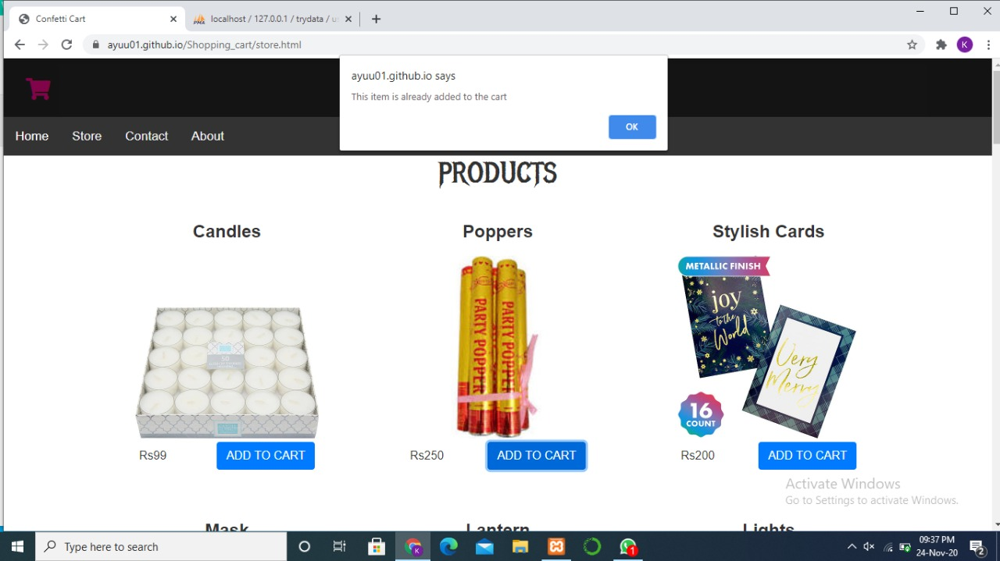 Confetti Cart
PMA
localhost / 127.0.0.1 / trydata / u
ayuu01.github.io/Shopping_cart/store.html
K
ayuu01.github.io says
This item is already added to the cart
OK
Home
Store
Contact
About
PRODUCTS
Candles
Poppers
Stylish Cards
50
PARTY POPPER
PARTY POPPER
METALLIC FINISH
joy
to the
World
Very
Merry
16
COUNT
Rs99
ADD TO CART
Rs250
ADD TO CART
Rs200
ADD TO CART
Activate Windows
Go to Settings to activate Windows.
Mask
Lantern
Lights
Type here to search
K
1
09:37 PM
24-Nov-20
2